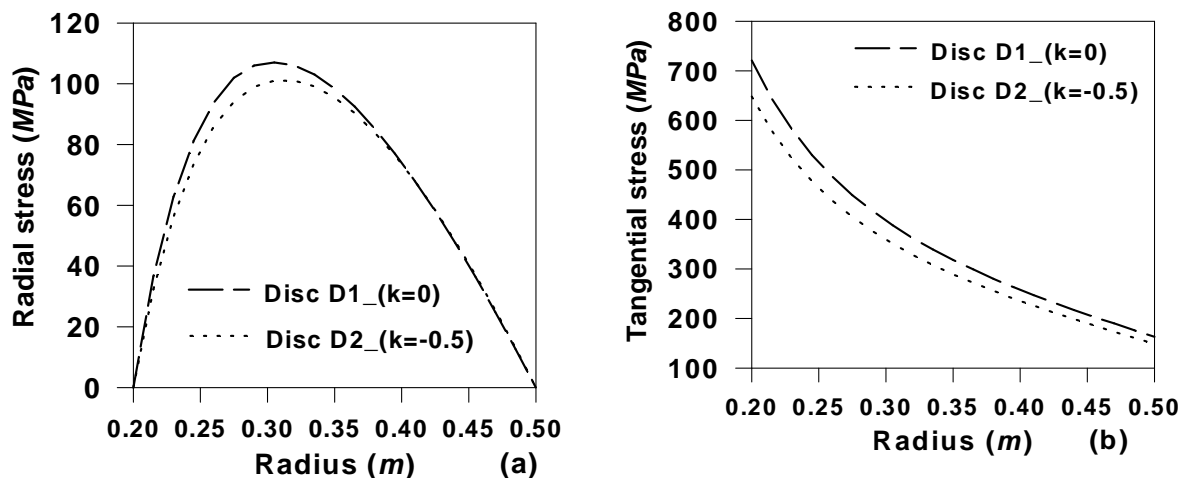 Radial stress (MPa)
120
100
80
60
40
20
0
Disc D1_(k=0)
Disc D2_(k=-0.5)
0.20 0.25 0.30 0.35 0.40 0.45 0.50
Radius (m) (a)
Tangential stress (MPa)
800
700
600
500
400
300
200
100
Disc D1_(k=0)
Disc D2_(k=-0.5)
0.20 0.25 0.30 0.35 0.40 0.45 0.50
Radius (m) (b)